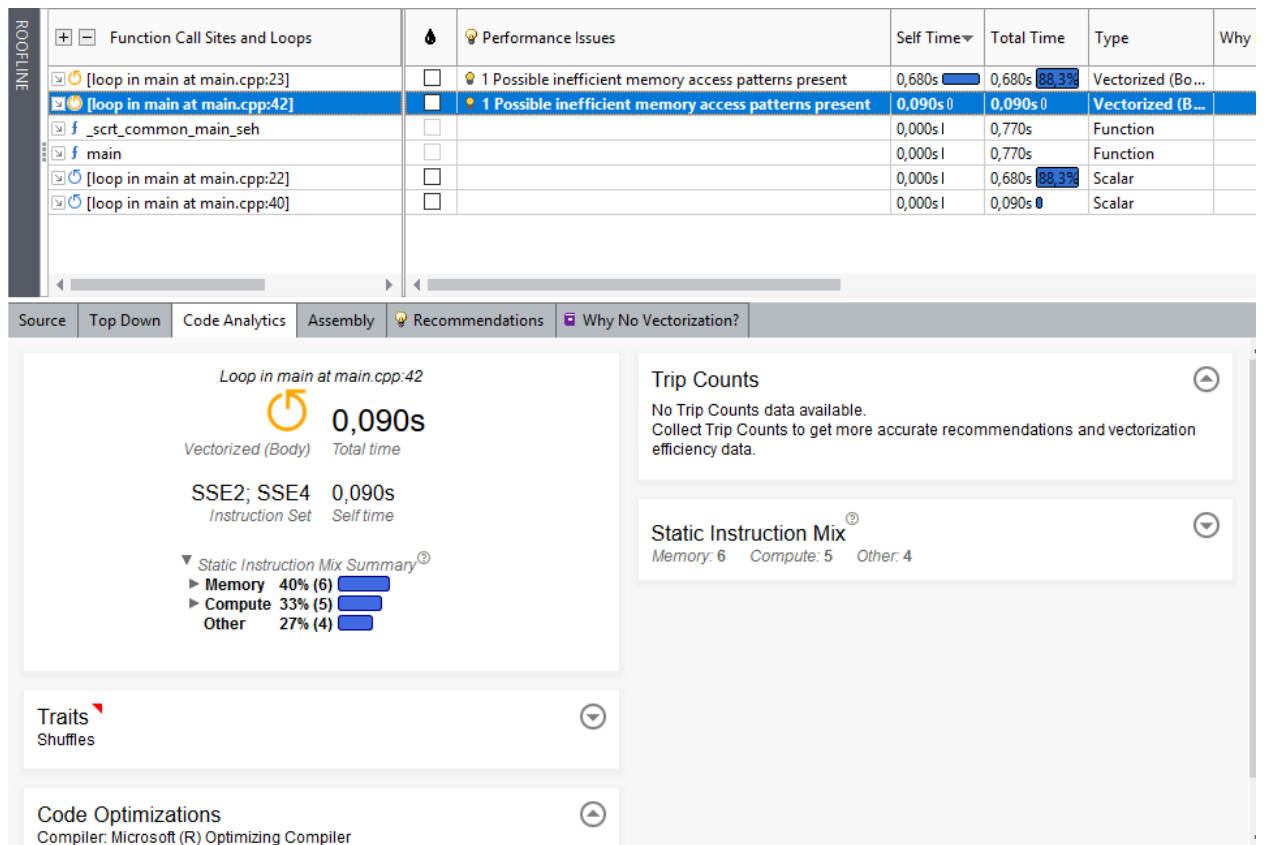 ROOFLINE
+ − Function Call Sites and Loops Performance Issues Self Time Total Time Type Why
[loop in main at main.cpp:23] 1 Possible inefficient memory access patterns present 0,680s 0,680s 88,3% Vectorized (Bo...
[loop in main at main.cpp:42] 1 Possible inefficient memory access patterns present 0,090s 0,090s Vectorized (B...
f _scrt_common_main_seh 0,000s 0,770s Function
f main 0,000s 0,770s Function
[loop in main at main.cpp:22] 0,000s 0,680s 88,3% Scalar
[loop in main at main.cpp:40] 0,000s 0,090s Scalar
Source Top Down Code Analytics Assembly Recommendations Why No Vectorization?
Loop in main at main.cpp:42
0,090s
Vectorized (Body) Total time
SSE2; SSE4 0,090s
Instruction Set Self time
Static Instruction Mix Summary ?
Memory 40% (6)
Compute 33% (5)
Other 27% (4)
Traits
Shuffles
Code Optimizations
Compiler: Microsoft (R) Optimizing Compiler
Trip Counts
No Trip Counts data available.
Collect Trip Counts to get more accurate recommendations and vectorization
efficiency data.
Static Instruction Mix ?
Memory: 6 Compute: 5 Other: 4